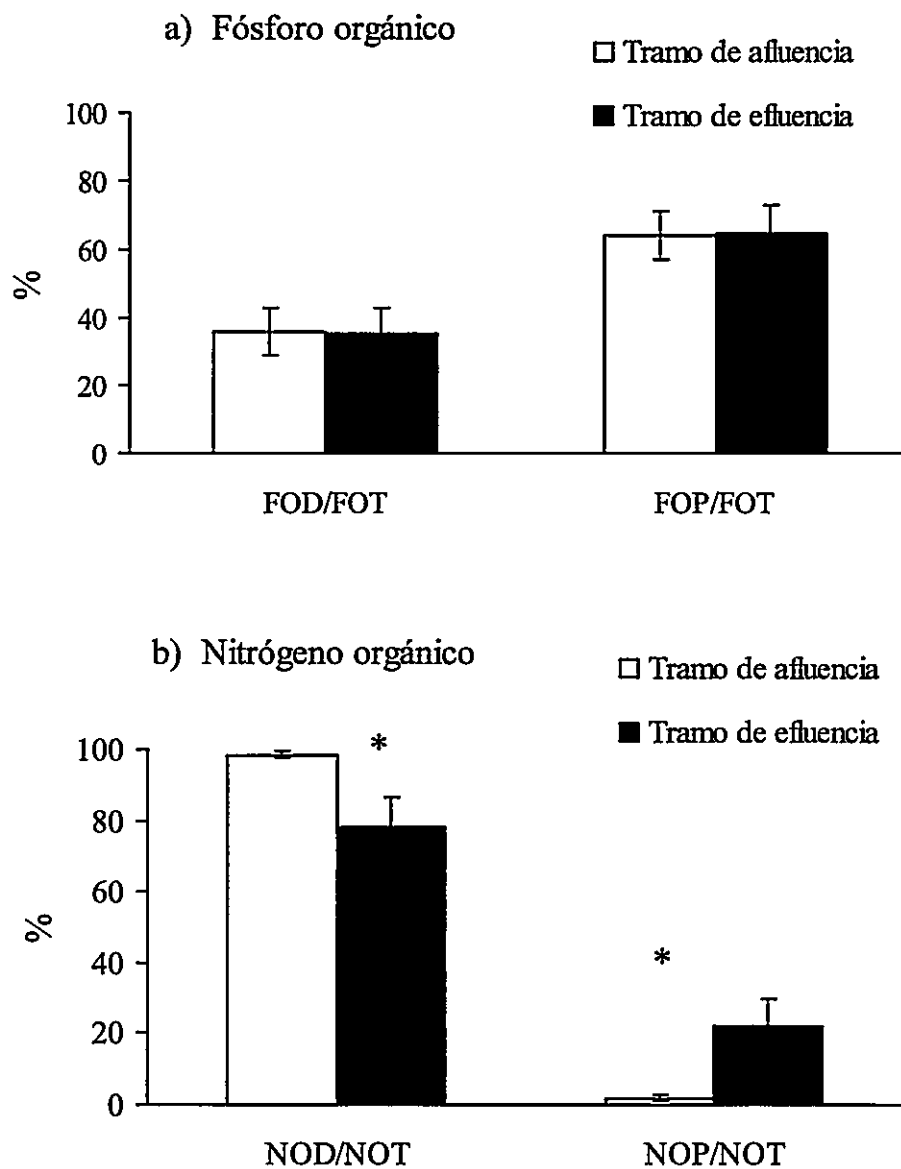 a) Fósforo orgánico
Tramo de afluencia
Tramo de efluencia
100
80
60
40
20
0
%
FOD/FOT FOP/FOT
b) Nitrógeno orgánico
Tramo de afluencia
Tramo de efluencia
100
80
60
40
20
0
%
*
*
NOD/NOT NOP/NOT